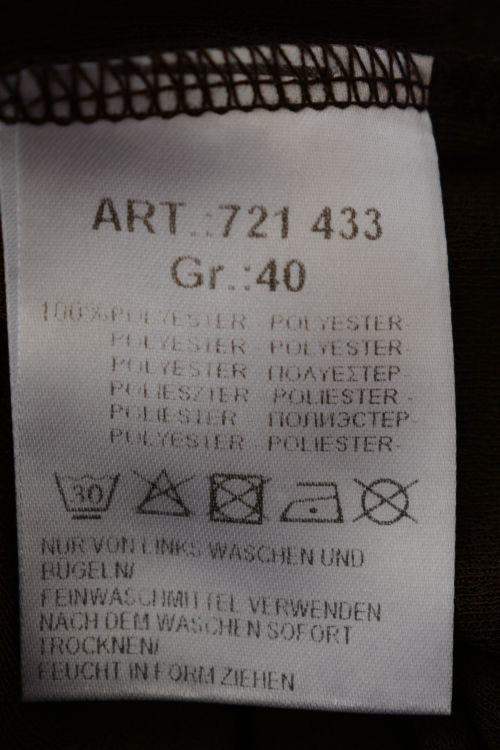 ART.:721 433
Gr.:40
100%POLYESTER - POLYESTER-
POLYESTER - POLYESTER-
POLYESTER - ΠΟΛΥΕΣΤΕΡ-
POLIESZTER - POLIESTER -
POLIESTER - ПОЛИЭСТЕР-
POLYESTER - POLIESTER-
30
NUR VON LINKS WASCHEN UND
BÜGELN/
FEINWASCHMITTEL VERWENDEN
NACH DEM WASCHEN SOFORT
TROCKNEN/
FEUCHT IN FORM ZIEHEN